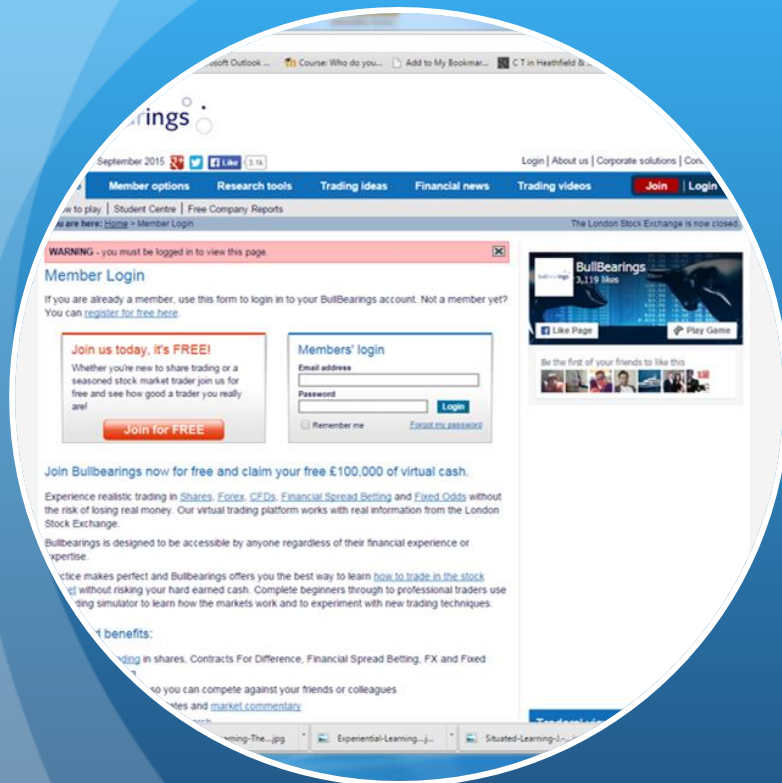 Outlook ... Course: Who do you... Add to My Bookmar... C T in Heathfield &
rings
September 2015 Like 3.1k
Login | About us | Corporate solutions |
Member options Research tools Trading ideas Financial news Trading videos Join | Login
to play | Student Centre | Free Company Reports
are here: Home > Member Login The London Stock Exchange is now closed.
WARNING - you must be logged in to view this page.
Member Login
If you are already a member, use this form to login in to your BullBearings account. Not a member yet?
You can register for free here.
Join us today, it's FREE!
Whether you're new to share trading or a
seasoned stock market trader join us for
free and see how good a trader you really
are!
Join for FREE
Members' login
Email address
Password
Login
Remember me Forgot my password
BullBearings
3,119 likes
Like Page Play Game
Be the first of your friends to like this
Join Bullbearings now for free and claim your free £100,000 of virtual cash.
Experience realistic trading in Shares, Forex, CFDs, Financial Spread Betting and Fixed Odds without
the risk of losing real money. Our virtual trading platform works with real information from the London
Stock Exchange.
Bullbearings is designed to be accessible by anyone regardless of their financial experience or
expertise.
makes perfect and Bullbearings offers you the best way to learn how to trade in the stock
without risking your hard earned cash. Complete beginners through to professional traders use
simulator to learn how the markets work and to experiment with new trading techniques.
benefits:
in shares, Contracts For Difference, Financial Spread Betting, FX and Fixed
so you can compete against your friends or colleagues
and market commentary
Experiential-Learning...j... Situated-Learning-J.-...